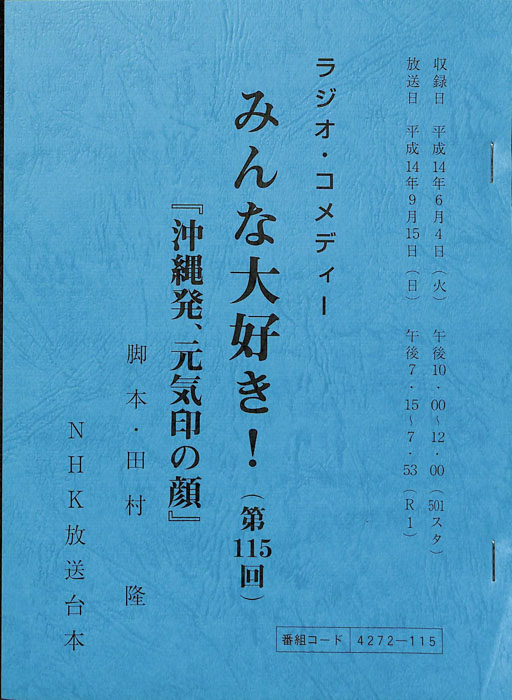 収録日 平成14年6月4日(火) 午後10・00~12・00(501スタ)
放送日 平成14年9月15日(日) 午後7・15~7・53(R1)
ラジオ・コメディー
みんな大好き!(第115回)
『沖縄発、元気印の顔』
脚本・田村 隆
NHK放送台本
番組コード 4272―115